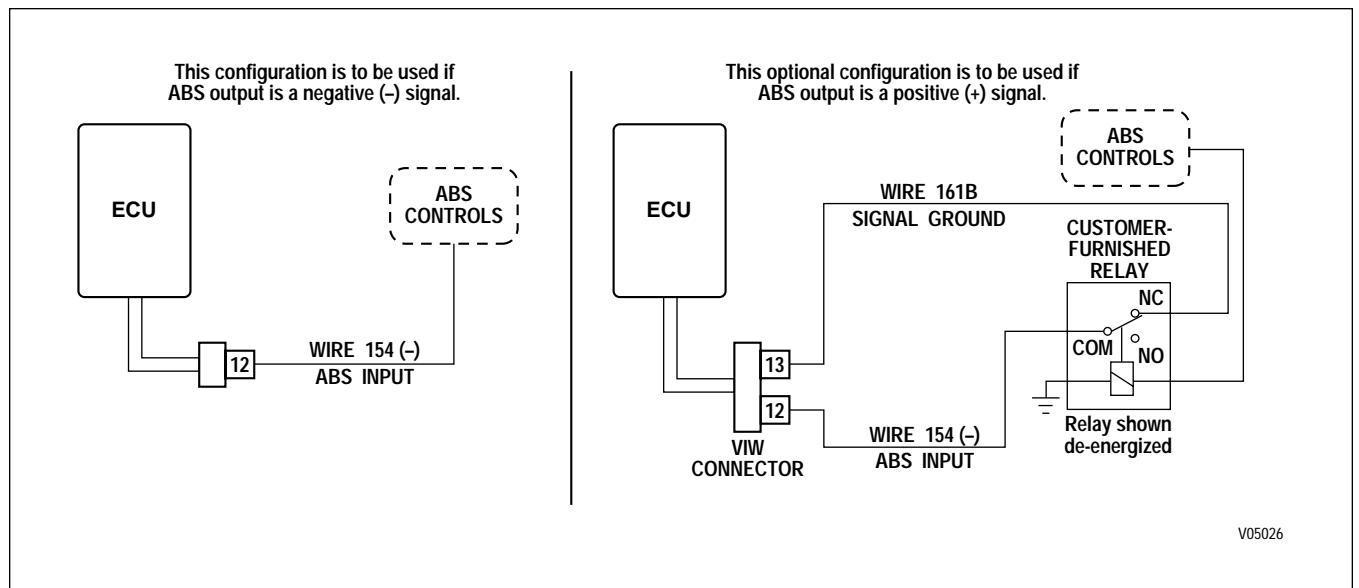 This configuration is to be used if
ABS output is a negative (–) signal.
ECU
ABS
CONTROLS
12
WIRE 154 (–)
ABS INPUT
This optional configuration is to be used if
ABS output is a positive (+) signal.
ECU
ABS
CONTROLS
WIRE 161B
SIGNAL GROUND
CUSTOMER-
FURNISHED
RELAY
NC
COM
NO
13
12
Relay shown
de-energized
WIRE 154 (–)
ABS INPUT
VIW
CONNECTOR
V05026